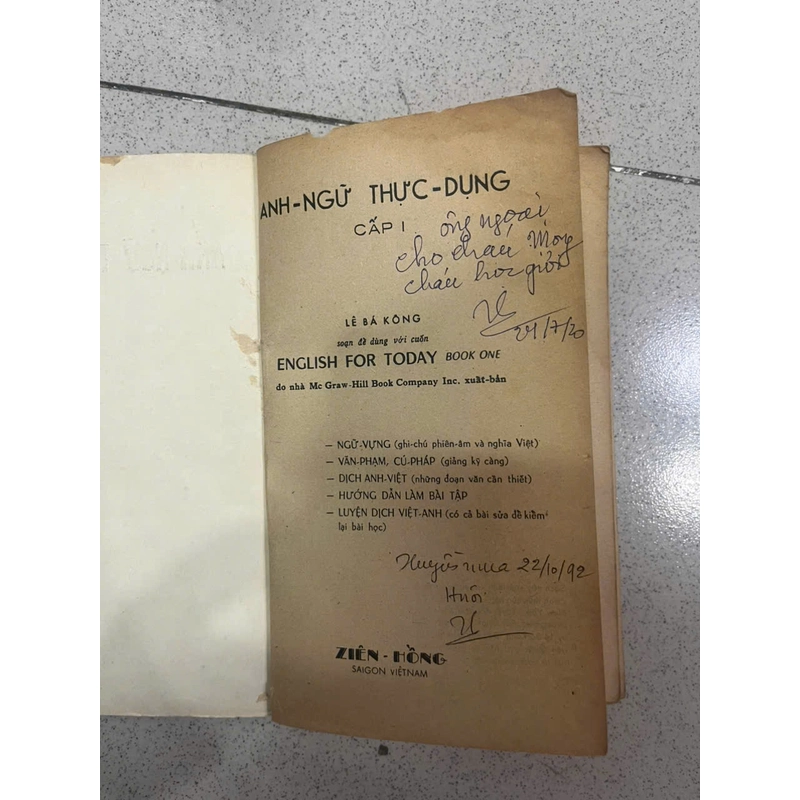 ANH-NGỮ THỰC-DỤNG
CẤP I
ông ngoại
cho cháu
cháu học giỏi
24/7/20
LÊ BÁ KÔNG
soạn để dùng với cuốn
ENGLISH FOR TODAY BOOK ONE
do nhà Mc Graw-Hill Book Company Inc. xuất-bản
— NGỮ-VỰNG (ghi-chú phiên-âm và nghĩa Việt)
— VĂN-PHẠM, CÚ-PHÁP (giảng kỹ càng)
— DỊCH ANH-VIỆT (những đoạn văn cần thiết)
— HƯỚNG DẪN LÀM BÀI TẬP
— LUYỆN DỊCH VIỆT-ANH (có cả bài sửa để kiểm
lại bài học)
22/10/92
ZIÊN-HỒNG
SAIGON VIỆTNAM